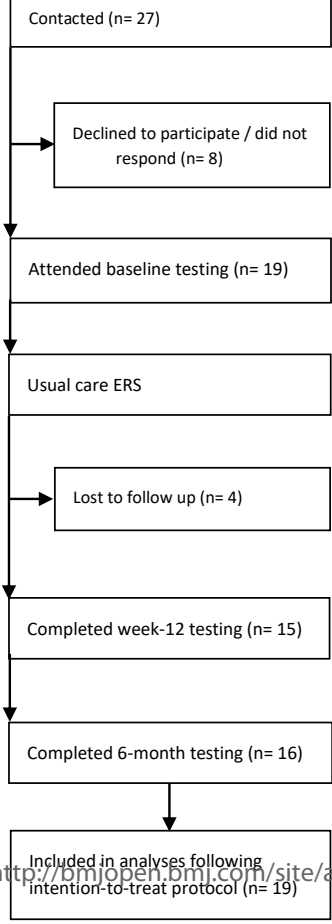 Contacted (n= 27)
Declined to participate / did not
respond (n= 8)
Attended baseline testing (n= 19)
Usual care ERS
Lost to follow up (n= 4)
Completed week-12 testing (n= 15)
Completed 6-month testing (n= 16)
Included in analyses following
ttp://bmjopen.bmj.com/site/a
intention-to-treat protocol (n= 19)